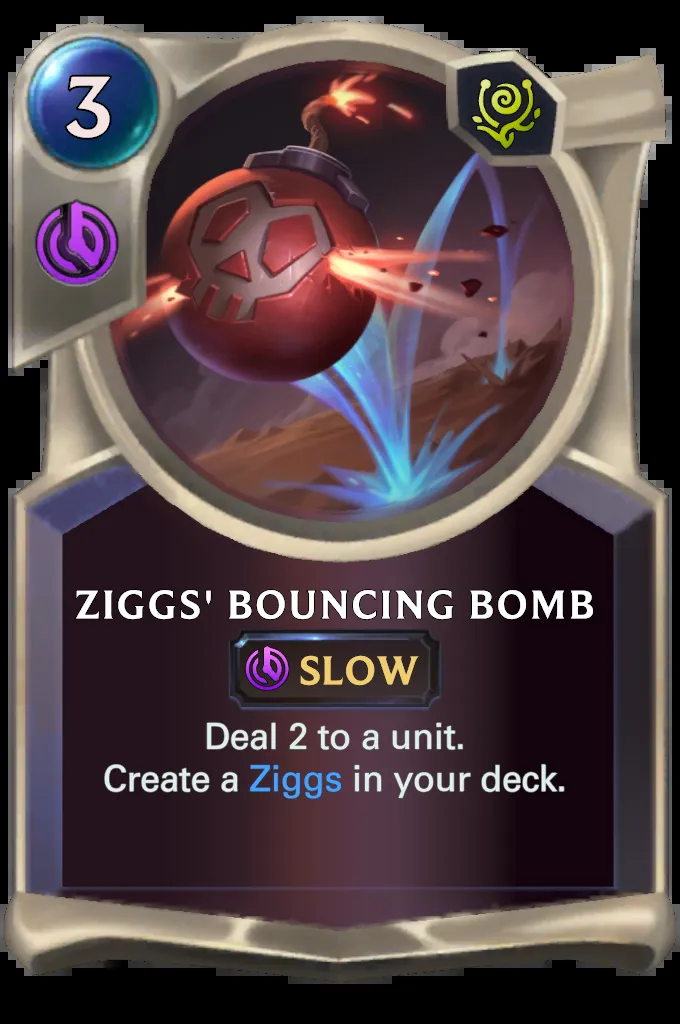 3
ZIGGS' BOUNCING BOMB
SLOW
Deal 2 to a unit.
Create a Ziggs in your deck.